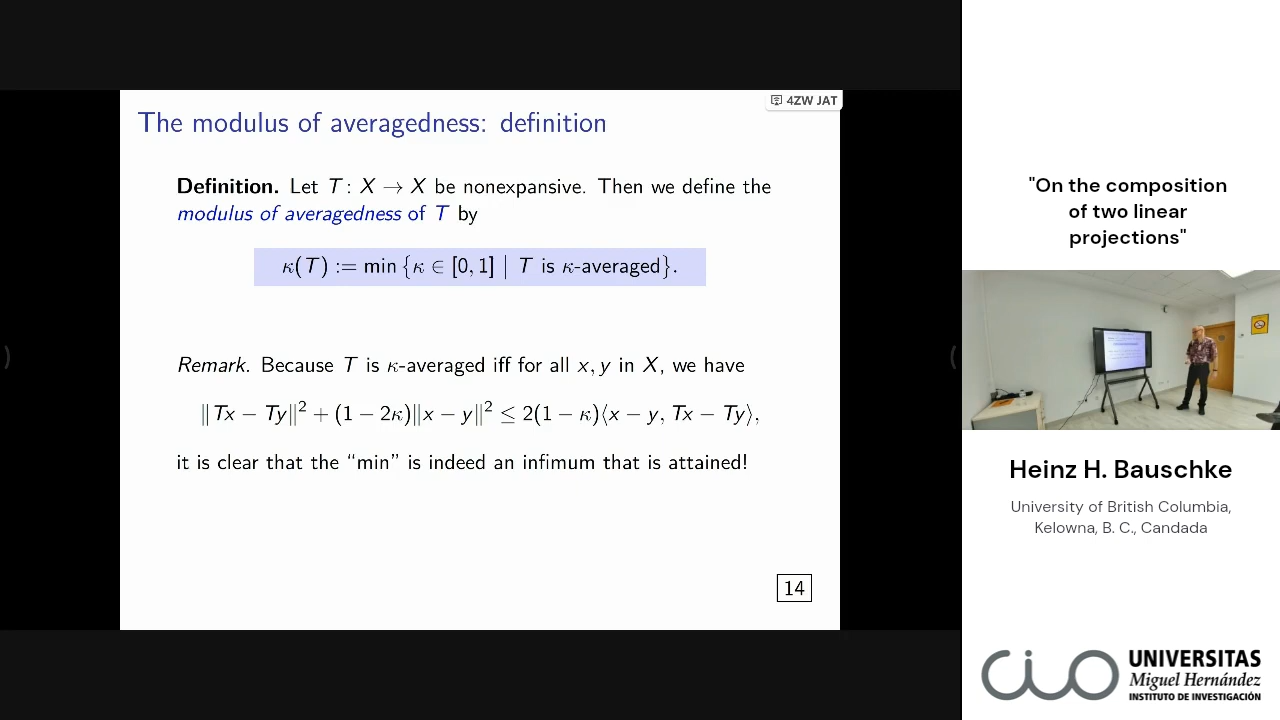 4ZW JAT
The modulus of averagedness: definition
Definition. Let T: X → X be nonexpansive. Then we define the
modulus of averagedness of T by
κ(T) := min {κ ∈ [0, 1] | T is κ-averaged}.
Remark. Because T is κ-averaged iff for all x, y in X, we have
‖Tx − Ty‖² + (1 − 2κ)‖x − y‖² ≤ 2(1 − κ)⟨x − y, Tx − Ty⟩,
it is clear that the “min” is indeed an infimum that is attained!
14
"On the composition
of two linear
projections"
Heinz H. Bauschke
University of British Columbia,
Kelowna, B. C., Candada
CIO
UNIVERSITAS
Miguel Hernández
INSTITUTO DE INVESTIGACIÓN